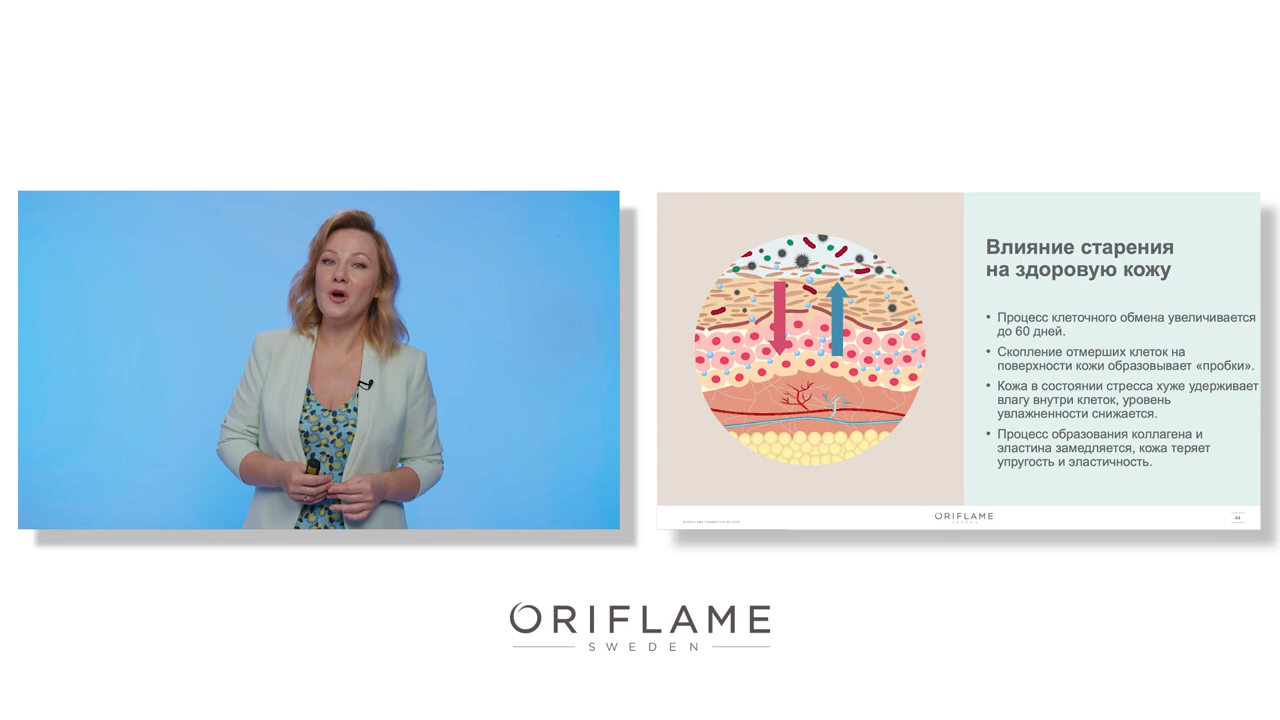 Влияние старения
на здоровую кожу
• Процесс клеточного обмена увеличивается
до 60 дней.
• Скопление отмерших клеток на
поверхности кожи образовывает «пробки».
• Кожа в состоянии стресса хуже удерживает
влагу внутри клеток, уровень
увлажненности снижается.
• Процесс образования коллагена и
эластина замедляется, кожа теряет
упругость и эластичность.
ORIFLAME
SWEDEN
44
ORIFLAME
SWEDEN